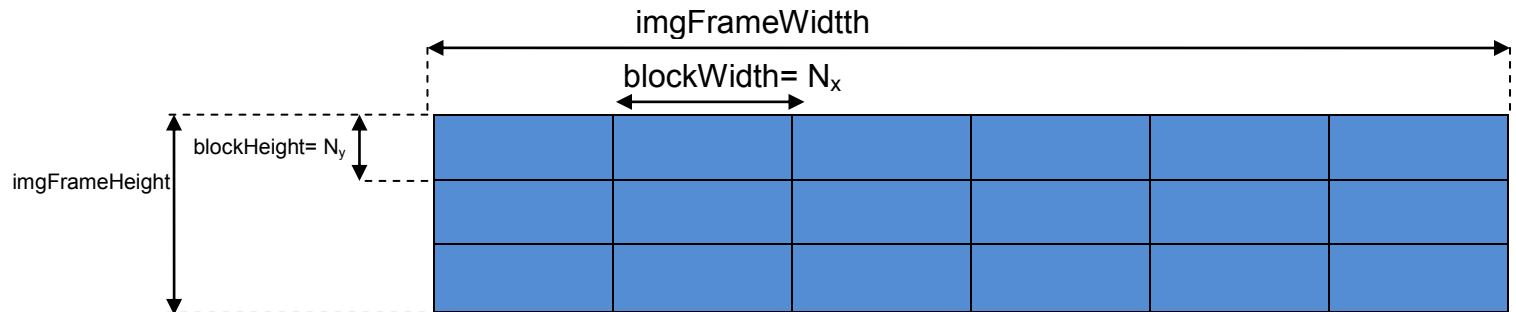 imgFrameWidtth
blockWidth= Nx
blockHeight= Ny
imgFrameHeight